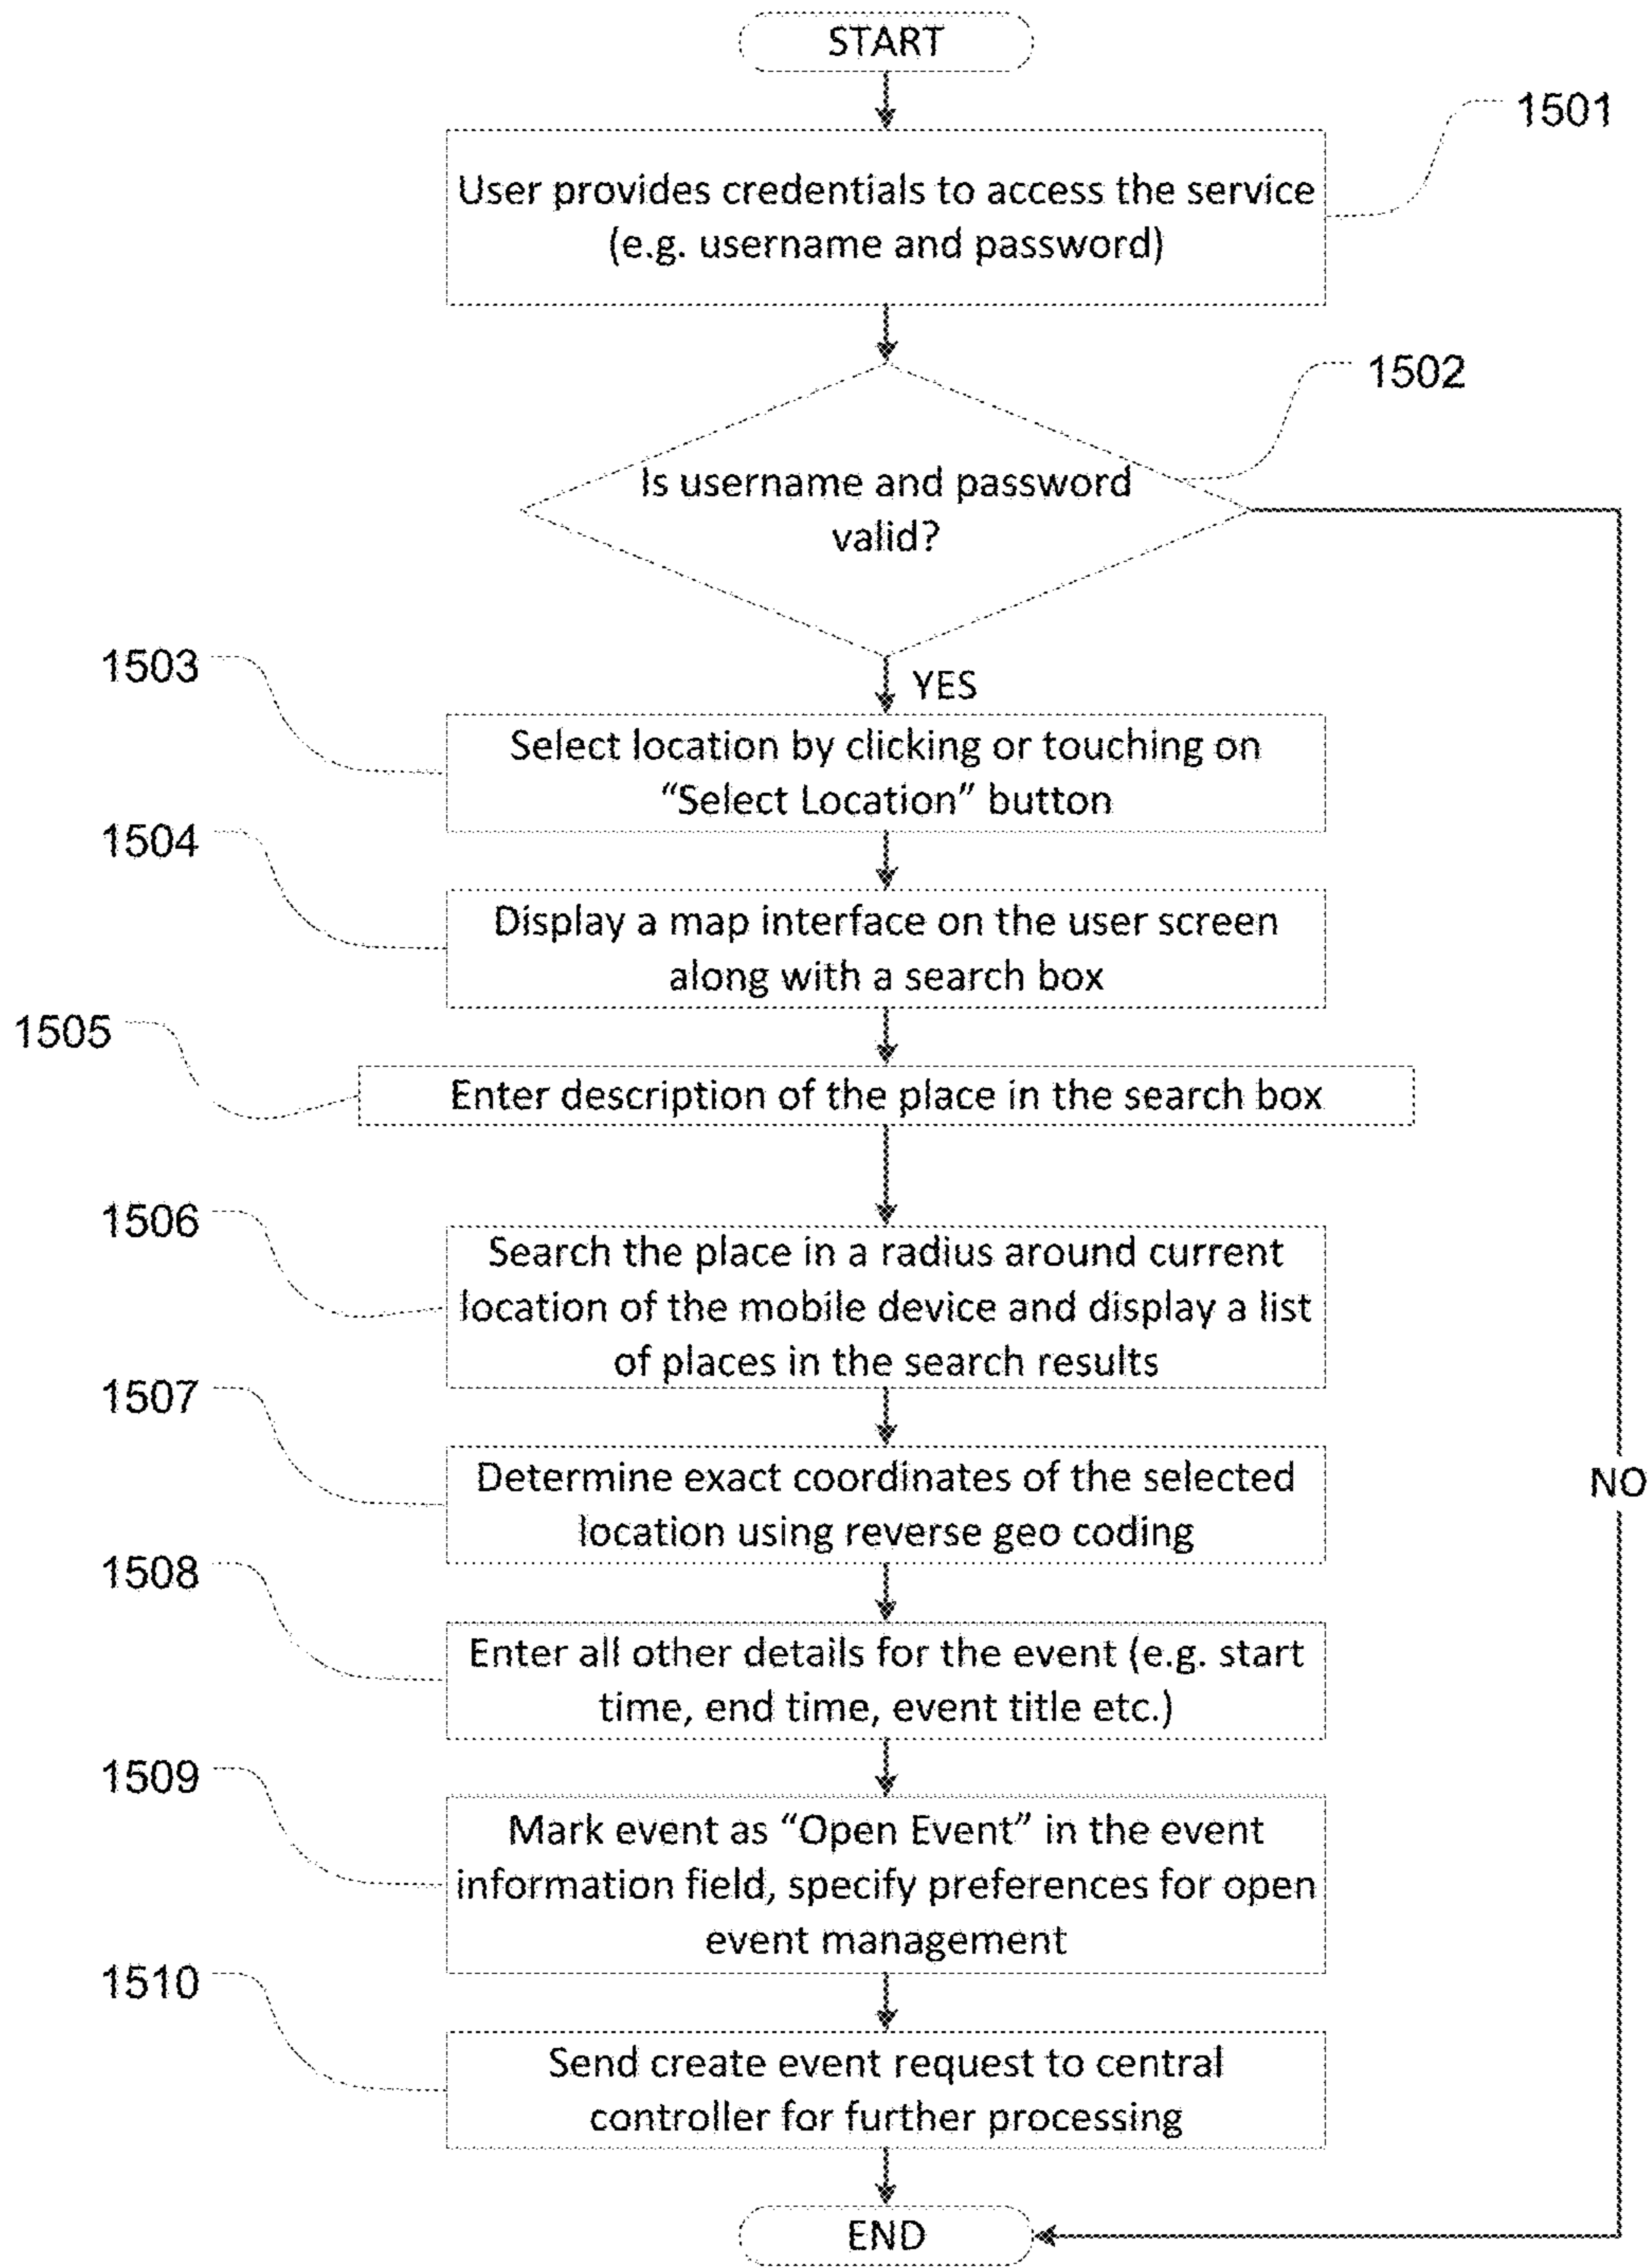 START
1501
User provides credentials to access the service
(e.g. username and password)
1502
Is username and password
valid?
YES
1503
Select location by clicking or touching on
“Select Location” button
1504
Display a map interface on the user screen
along with a search box
1505
Enter description of the place in the search box
1506
Search the place in a radius around current
location of the mobile device and display a list
of places in the search results
1507
Determine exact coordinates of the selected
location using reverse geo coding
NO
1508
Enter all other details for the event (e.g. start
time, end time, event title etc.)
1509
Mark event as “Open Event” in the event
information field, specify preferences for open
event management
1510
Send create event request to central
controller for further processing
END